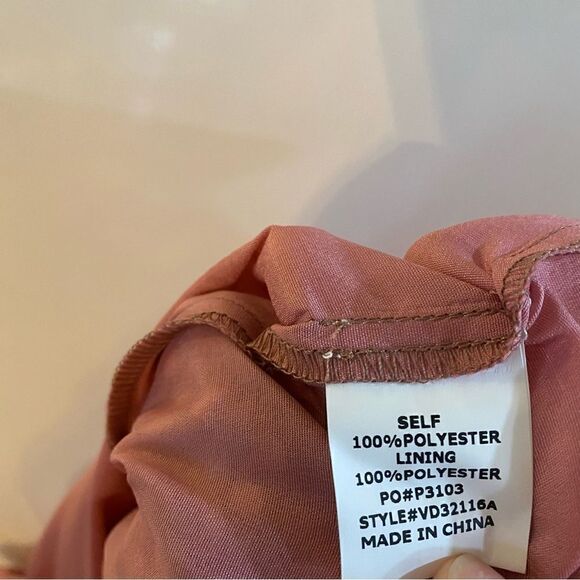 SELF
100%POLYESTER
LINING
100%POLYESTER
PO#P3103
STYLE#VD32116A
MADE IN CHINA